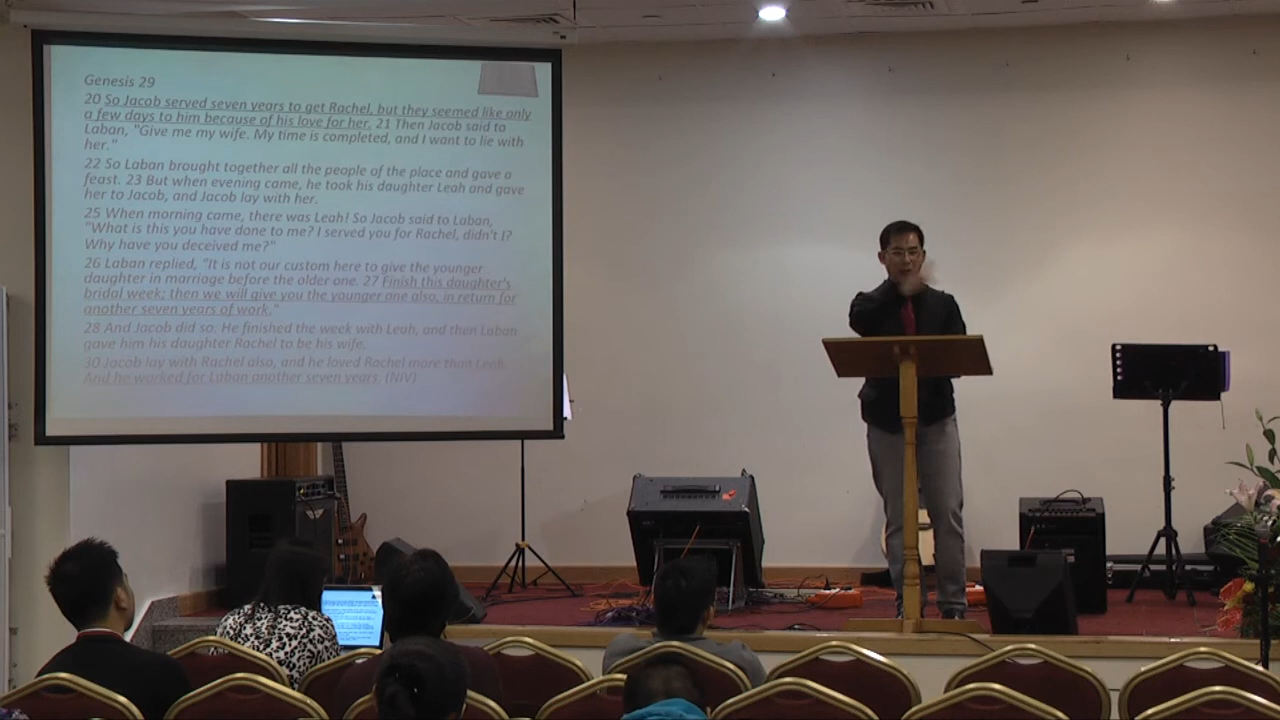 Genesis 29
20 So Jacob served seven years to get Rachel, but they seemed like only
a few days to him because of his love for her. 21 Then Jacob said to
Laban, "Give me my wife. My time is completed, and I want to lie with
her."
22 So Laban brought together all the people of the place and gave a
feast. 23 But when evening came, he took his daughter Leah and gave
her to Jacob, and Jacob lay with her.
25 When morning came, there was Leah! So Jacob said to Laban,
"What is this you have done to me? I served you for Rachel, didn't I?
Why have you deceived me?"
26 Laban replied, "It is not our custom here to give the younger
daughter in marriage before the older one. 27 Finish this daughter's
bridal week; then we will give you the younger one also, in return for
another seven years of work."
28 And Jacob did so. He finished the week with Leah, and then Laban
gave him his daughter Rachel to be his wife.
30 Jacob lay with Rachel also, and he loved Rachel more than Leah.
And he worked for Laban another seven years. (NIV)